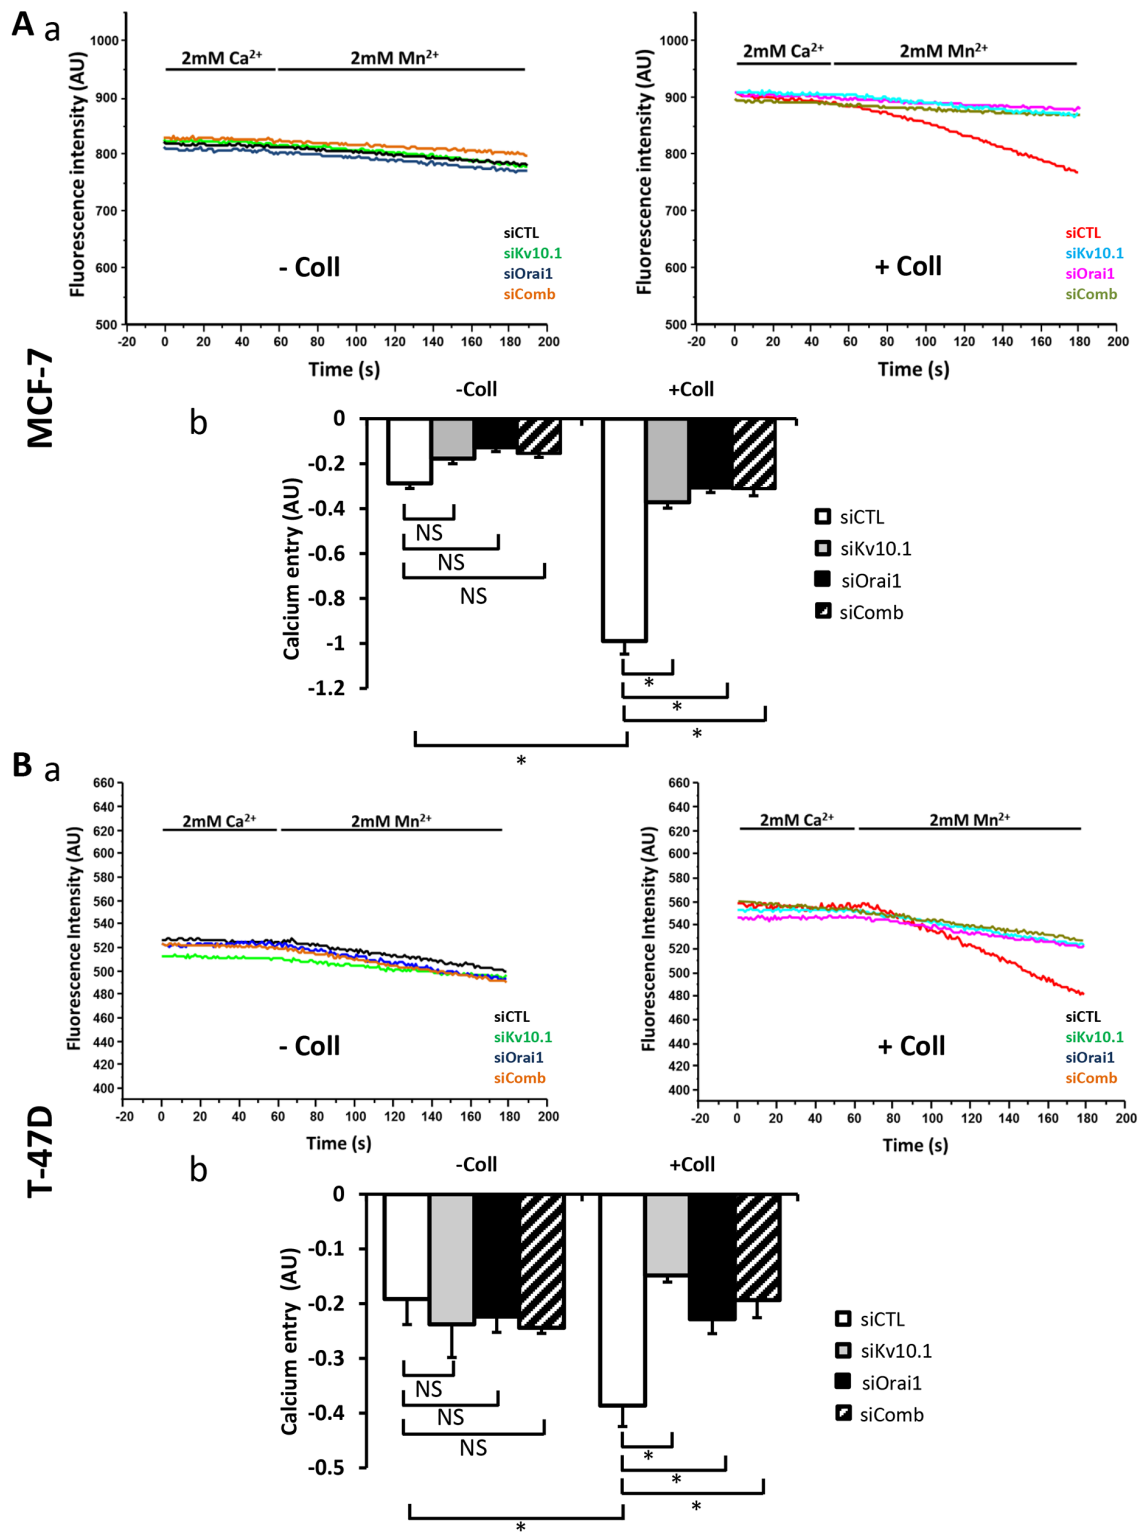 A a
MCF-7
1000
900
800
700
600
500
Fluorescence intensity (AU)
2mM Ca²⁺ 2mM Mn²⁺
- Coll
siCTL
siKv10.1
siOrai1
siComb
-20 0 20 40 60 80 100 120 140 160 180 200
Time (s)
1000
900
800
700
600
500
Fluorescence intensity (AU)
2mM Ca²⁺ 2mM Mn²⁺
+ Coll
siCTL
siKv10.1
siOrai1
siComb
-20 0 20 40 60 80 100 120 140 160 180 200
Time (s)
b
-Coll +Coll
0
-0.2
-0.4
-0.6
-0.8
-1
-1.2
Calcium entry (AU)
NS
NS
NS
*
*
*
*
siCTL
siKv10.1
siOrai1
siComb
B a
T-47D
660
640
620
600
580
560
540
520
500
480
460
440
420
400
Fluorescence Intensity (AU)
2mM Ca²⁺ 2mM Mn²⁺
- Coll
siCTL
siKv10.1
siOrai1
siComb
-20 0 20 40 60 80 100 120 140 160 180 200
Time (s)
660
640
620
600
580
560
540
520
500
480
460
440
420
400
Fluorescence Intensity (AU)
2mM Ca²⁺ 2mM Mn²⁺
+ Coll
siCTL
siKv10.1
siOrai1
siComb
-20 0 20 40 60 80 100 120 140 160 180 200
Time (s)
b
-Coll +Coll
0
-0.1
-0.2
-0.3
-0.4
-0.5
Calcium entry (AU)
NS
NS
NS
*
*
*
*
siCTL
siKv10.1
siOrai1
siComb